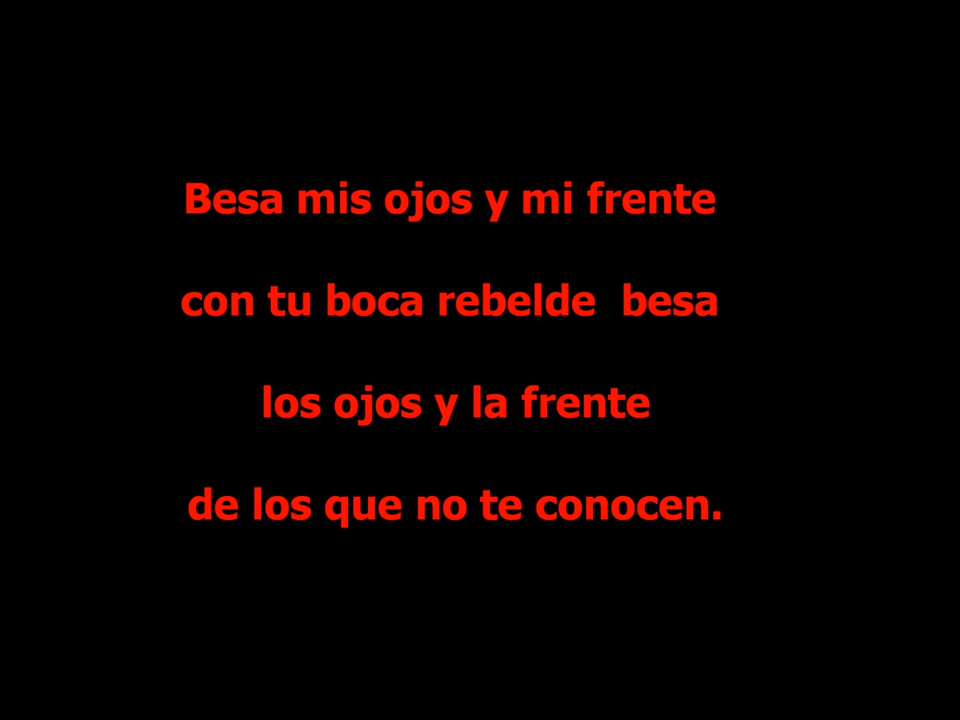 Besa mis ojos y mi frente
con tu boca rebelde  besa
los ojos y la frente
de los que no te conocen.